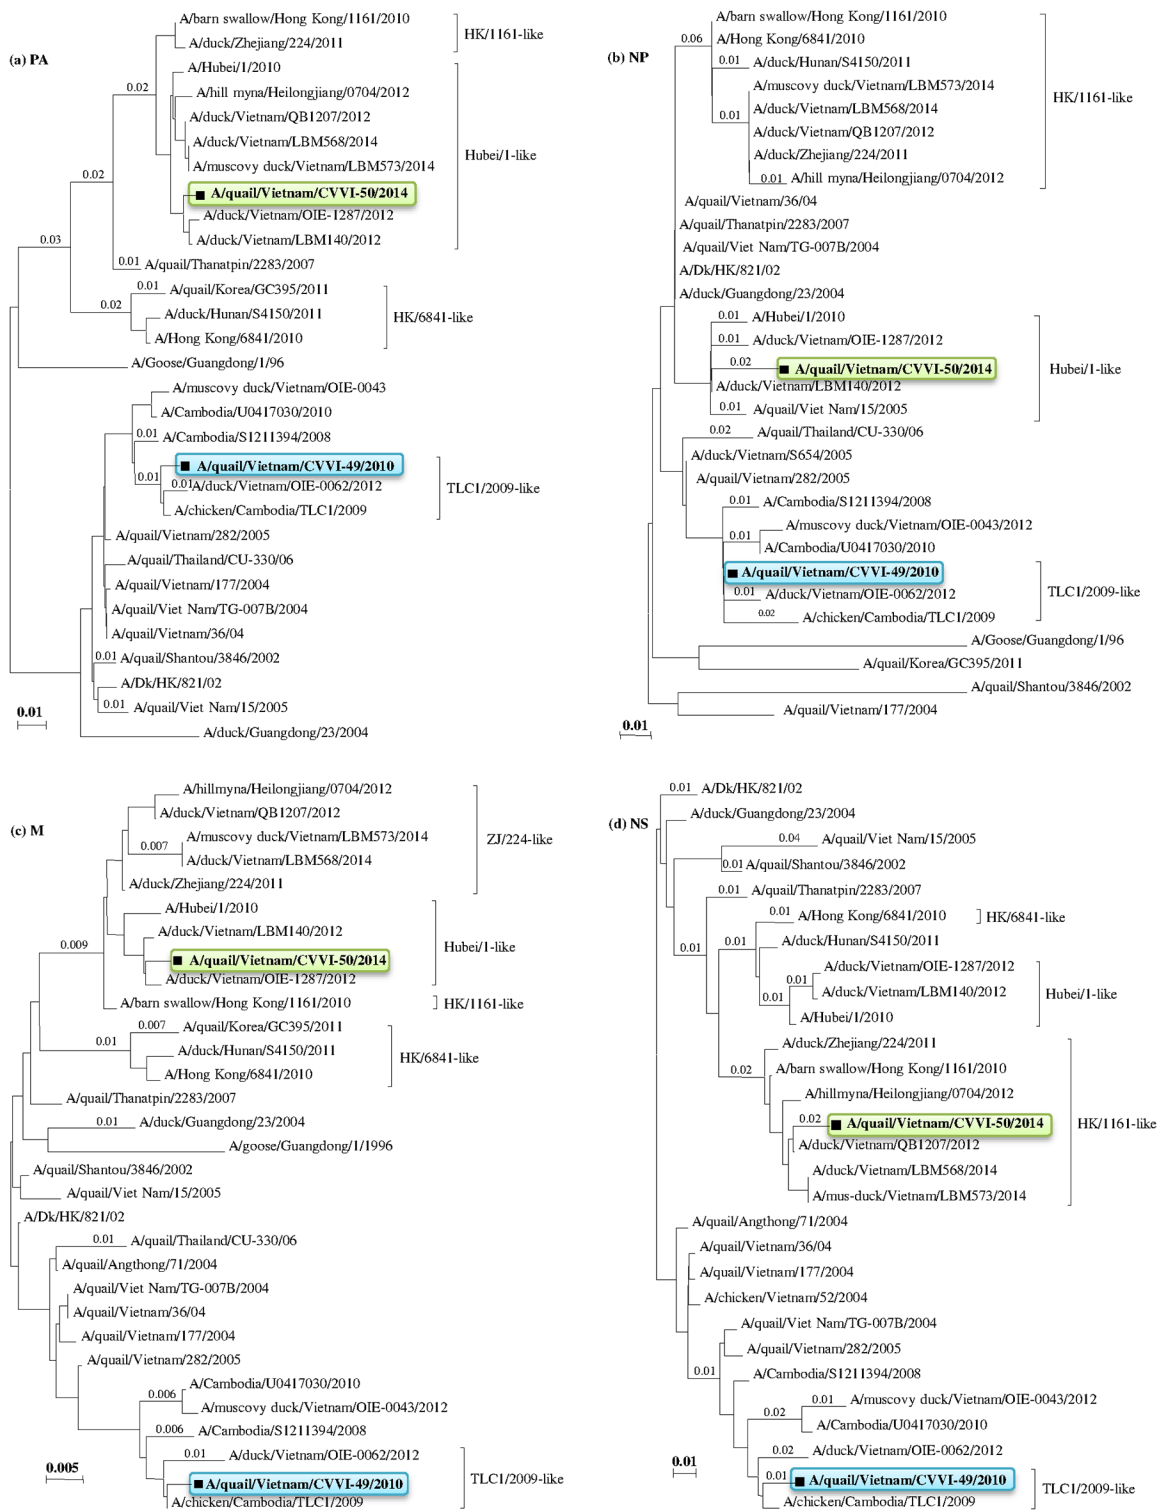 (a) PA
A/barn swallow/Hong Kong/1161/2010
A/duck/Zhejiang/224/2011
HK/1161-like
A/Hubei/1/2010
0.02
A/hill myna/Heilongjiang/0704/2012
A/duck/Vietnam/QB1207/2012
A/duck/Vietnam/LBM568/2014
Hubei/1-like
A/muscovy duck/Vietnam/LBM573/2014
0.02
A/quail/Vietnam/CVVI-50/2014
A/duck/Vietnam/OIE-1287/2012
A/duck/Vietnam/LBM140/2012
0.03
0.01
A/quail/Thanatpin/2283/2007
0.01
A/quail/Korea/GC395/2011
0.02
A/duck/Hunan/S4150/2011
HK/6841-like
A/Hong Kong/6841/2010
A/Goose/Guangdong/1/96
A/muscovy duck/Vietnam/OIE-0043
A/Cambodia/U0417030/2010
0.01
A/Cambodia/S1211394/2008
A/quail/Vietnam/CVVI-49/2010
0.01
0.01
A/duck/Vietnam/OIE-0062/2012
TLC1/2009-like
A/chicken/Cambodia/TLC1/2009
A/quail/Vietnam/282/2005
A/quail/Thailand/CU-330/06
A/quail/Vietnam/177/2004
A/quail/Viet Nam/TG-007B/2004
A/quail/Vietnam/36/04
0.01
A/quail/Shantou/3846/2002
A/Dk/HK/821/02
0.01
A/quail/Viet Nam/15/2005
0.01
A/duck/Guangdong/23/2004
(b) NP
A/barn swallow/Hong Kong/1161/2010
0.06
A/Hong Kong/6841/2010
0.01
A/duck/Hunan/S4150/2011
A/muscovy duck/Vietnam/LBM573/2014
HK/1161-like
A/duck/Vietnam/LBM568/2014
0.01
A/duck/Vietnam/QB1207/2012
A/duck/Zhejiang/224/2011
0.01
A/hill myna/Heilongjiang/0704/2012
A/quail/Vietnam/36/04
A/quail/Thanatpin/2283/2007
A/quail/Viet Nam/TG-007B/2004
A/Dk/HK/821/02
A/duck/Guangdong/23/2004
0.01
A/Hubei/1/2010
0.01
A/duck/Vietnam/OIE-1287/2012
0.02
A/quail/Vietnam/CVVI-50/2014
Hubei/1-like
A/duck/Vietnam/LBM140/2012
0.01
A/quail/Viet Nam/15/2005
0.02
A/quail/Thailand/CU-330/06
A/duck/Vietnam/S654/2005
A/quail/Vietnam/282/2005
0.01
A/Cambodia/S1211394/2008
A/muscovy duck/Vietnam/OIE-0043/2012
0.01
A/Cambodia/U0417030/2010
A/quail/Vietnam/CVVI-49/2010
0.01
A/duck/Vietnam/OIE-0062/2012
TLC1/2009-like
0.02
A/chicken/Cambodia/TLC1/2009
A/Goose/Guangdong/1/96
A/quail/Korea/GC395/2011
A/quail/Shantou/3846/2002
A/quail/Vietnam/177/2004
0.01
(c) M
A/hillmyna/Heilongjiang/0704/2012
A/duck/Vietnam/QB1207/2012
A/muscovy duck/Vietnam/LBM573/2014
ZJ/224-like
0.007
A/duck/Vietnam/LBM568/2014
A/duck/Zhejiang/224/2011
A/Hubei/1/2010
A/duck/Vietnam/LBM140/2012
0.009
Hubei/1-like
A/quail/Vietnam/CVVI-50/2014
A/duck/Vietnam/OIE-1287/2012
A/barn swallow/Hong Kong/1161/2010
HK/1161-like
0.007
A/quail/Korea/GC395/2011
0.01
A/duck/Hunan/S4150/2011
HK/6841-like
A/Hong Kong/6841/2010
A/quail/Thanatpin/2283/2007
0.01
A/duck/Guangdong/23/2004
A/goose/Guangdong/1/1996
A/quail/Shantou/3846/2002
A/quail/Viet Nam/15/2005
A/Dk/HK/821/02
0.01
A/quail/Thailand/CU-330/06
A/quail/Angthong/71/2004
A/quail/Viet Nam/TG-007B/2004
A/quail/Vietnam/36/04
A/quail/Vietnam/177/2004
A/quail/Vietnam/282/2005
A/Cambodia/U0417030/2010
0.006
A/muscovy duck/Vietnam/OIE-0043/2012
0.006
A/Cambodia/S1211394/2008
0.01
A/duck/Vietnam/OIE-0062/2012
A/quail/Vietnam/CVVI-49/2010
TLC1/2009-like
A/chicken/Cambodia/TLC1/2009
0.005
(d) NS
0.01
A/Dk/HK/821/02
A/duck/Guangdong/23/2004
0.04
A/quail/Viet Nam/15/2005
0.01
A/quail/Shantou/3846/2002
0.01
A/quail/Thanatpin/2283/2007
0.01
A/Hong Kong/6841/2010
HK/6841-like
0.01
0.01
A/duck/Hunan/S4150/2011
A/duck/Vietnam/OIE-1287/2012
0.01
A/duck/Vietnam/LBM140/2012
Hubei/1-like
0.01
A/Hubei/1/2010
A/duck/Zhejiang/224/2011
0.02
A/barn swallow/Hong Kong/1161/2010
A/hillmyna/Heilongjiang/0704/2012
0.02
A/quail/Vietnam/CVVI-50/2014
HK/1161-like
A/duck/Vietnam/QB1207/2012
A/duck/Vietnam/LBM568/2014
A/mus-duck/Vietnam/LBM573/2014
A/quail/Angthong/71/2004
A/quail/Vietnam/36/04
A/quail/Vietnam/177/2004
A/chicken/Vietnam/52/2004
A/quail/Viet Nam/TG-007B/2004
A/quail/Vietnam/282/2005
0.01
A/Cambodia/S1211394/2008
0.01
A/muscovy duck/Vietnam/OIE-0043/2012
0.02
A/Cambodia/U0417030/2010
0.02
A/duck/Vietnam/OIE-0062/2012
0.01
A/quail/Vietnam/CVVI-49/2010
TLC1/2009-like
A/chicken/Cambodia/TLC1/2009
0.01